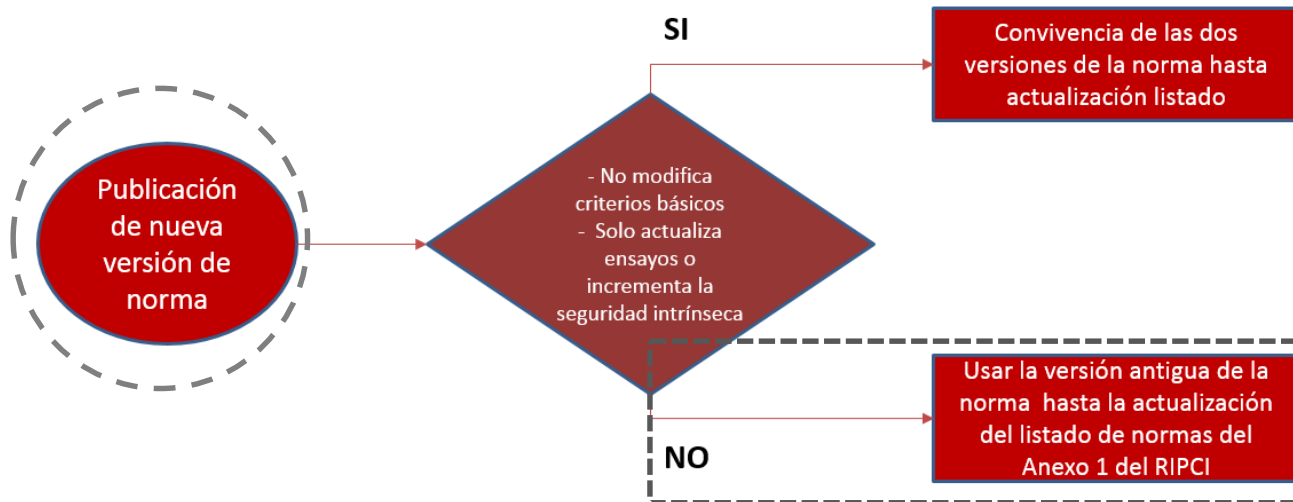 SI
Convivencia de las dos
versiones de la norma hasta
actualización listado
Publicación
de nueva
versión de
norma
- No modifica
criterios básicos
- Solo actualiza
ensayos o
incrementa la
seguridad intrínseca
NO
Usar la versión antigua de la
norma hasta la actualización
del listado de normas del
Anexo 1 del RIPCI